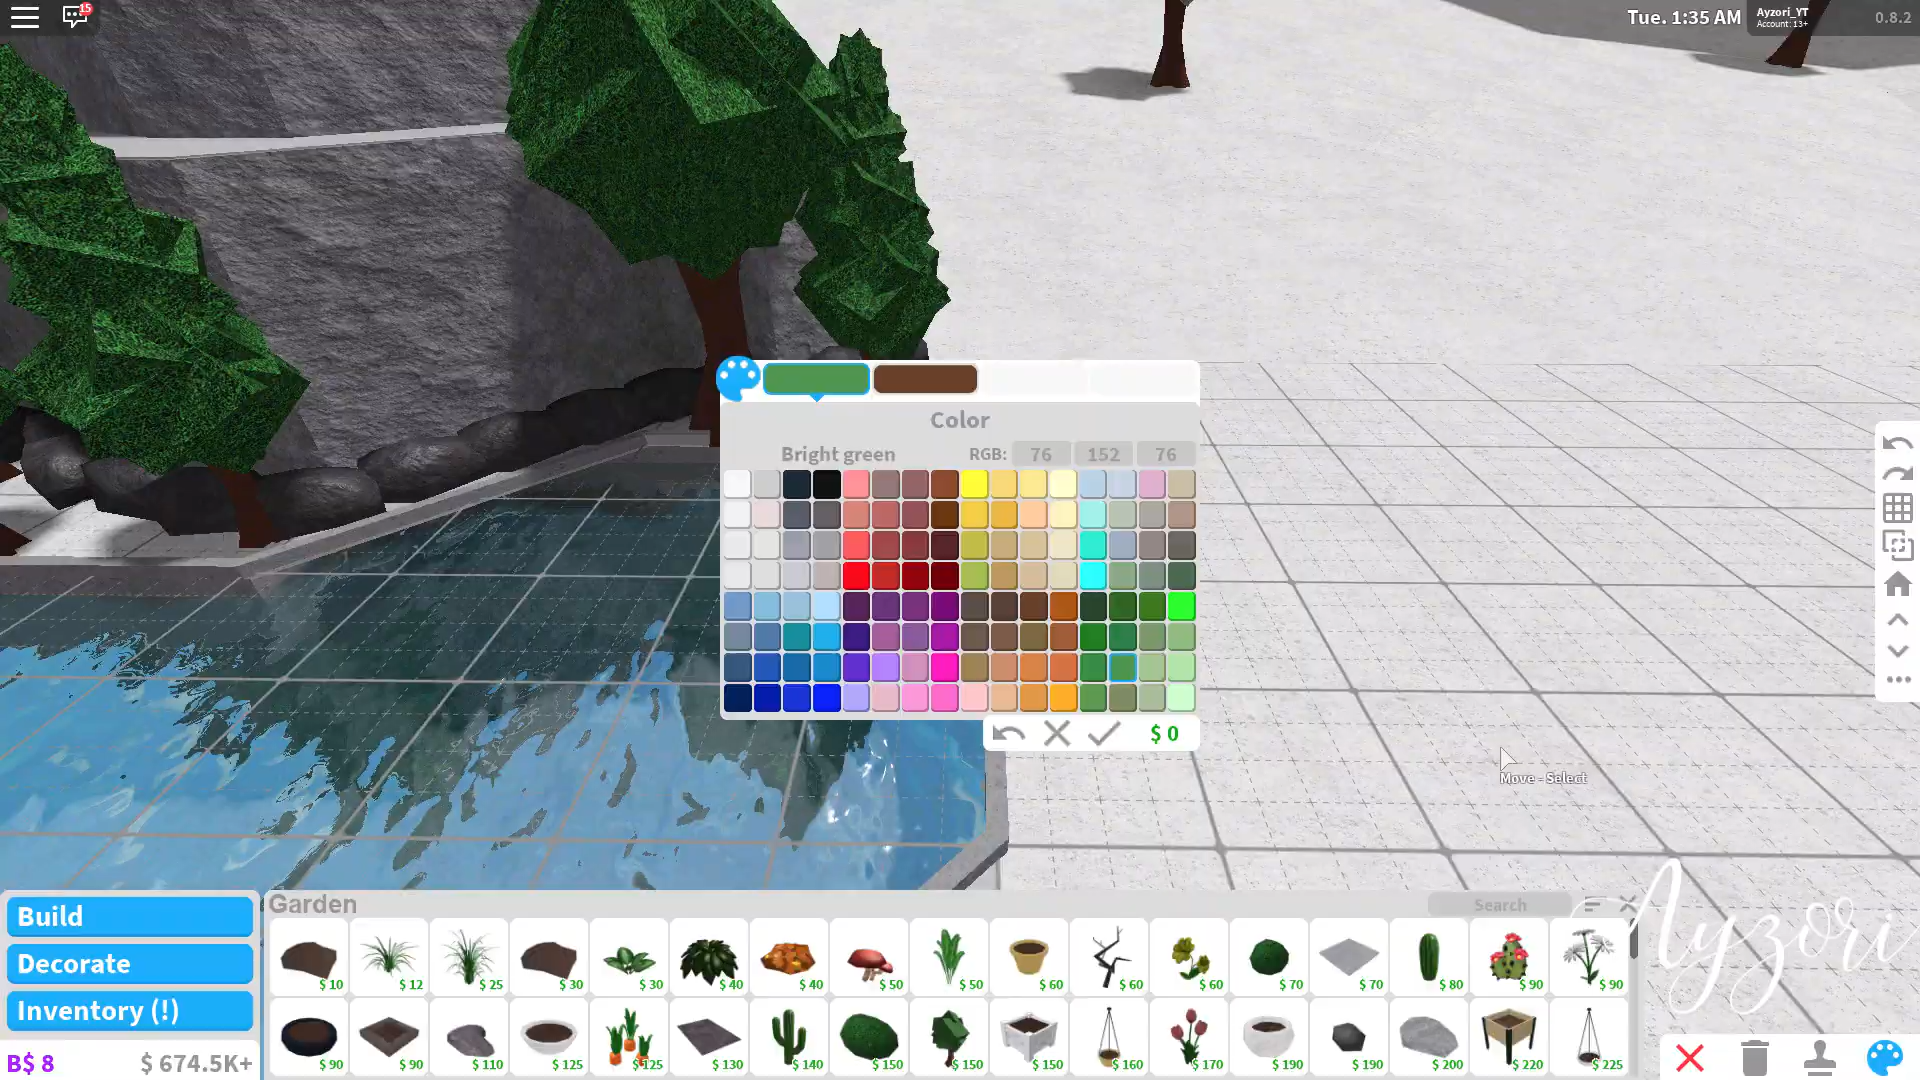 15
Tue. 1:35 AM
Ayzori_YT
Account: 13+
0.8.2
Color
Bright green RGB: 76 152 76
$ 0
Move - Select
Build
Decorate
Inventory (!)
B$ 8 $ 674.5K+
Garden
Search
$ 10 $ 12 $ 25 $ 30 $ 30 $ 40 $ 40 $ 50 $ 50 $ 60 $ 60 $ 60 $ 70 $ 70 $ 80 $ 90 $ 90
$ 90 $ 90 $ 110 $ 125 $ 125 $ 130 $ 140 $ 150 $ 150 $ 150 $ 160 $ 170 $ 190 $ 190 $ 200 $ 220 $ 225
Ayzori